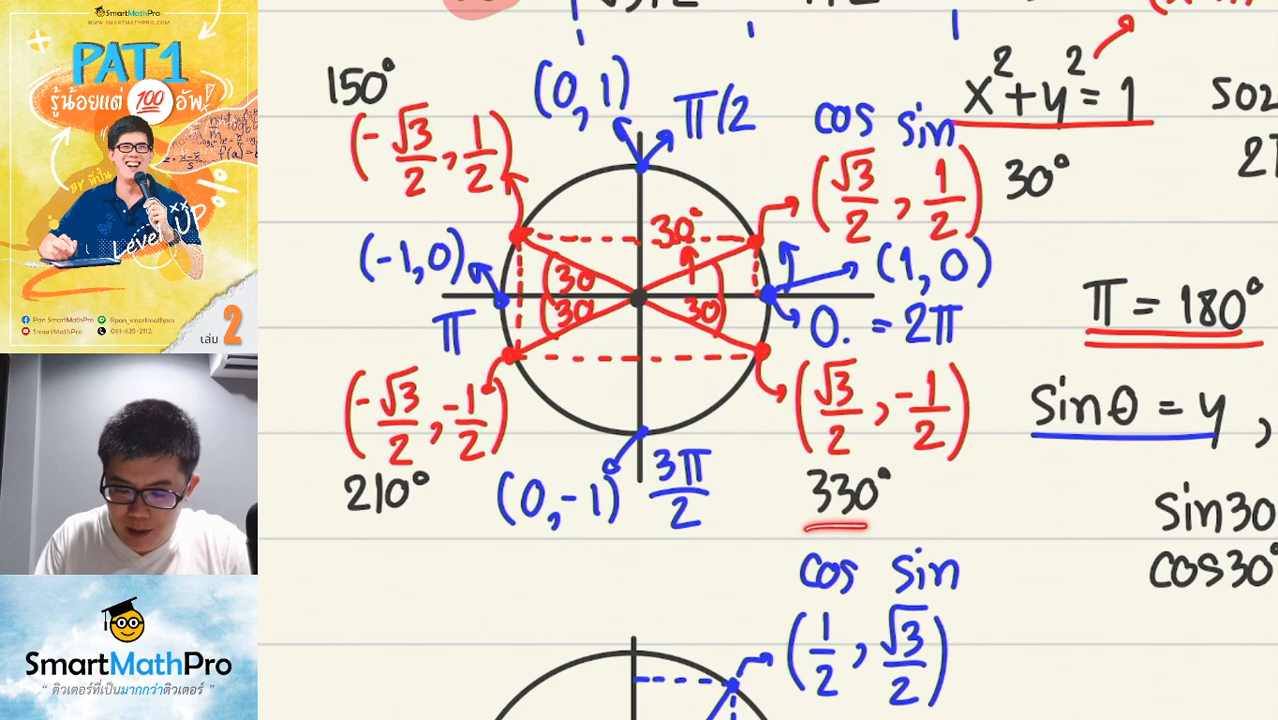 SmartMathPro
WWW.SMARTMATHPRO.COM
PAT1
รู้น้อยแต่ 100 อัพ!
BY พี่ปั้น
Level
UP
Pan SmartMathPro
@pan_smartmathpro
SmartMathPro
061-635-2112
เล่ม 2
SmartMathPro
“ ติวเตอร์ที่เป็นมากกว่าติวเตอร์ ”
150°
(-√3/2, 1/2)
(0, 1)
π/2
cos sin
(√3/2, 1/2)
30°
x² + y² = 1
30°
(-1, 0)
π
30
30
30
(1, 0)
0. = 2π
π = 180°
(-√3/2, -1/2)
210°
(0, -1)
3π/2
(√3/2, -1/2)
330°
sinθ = y ,
sin30
cos30°
cos sin
(1/2, √3/2)